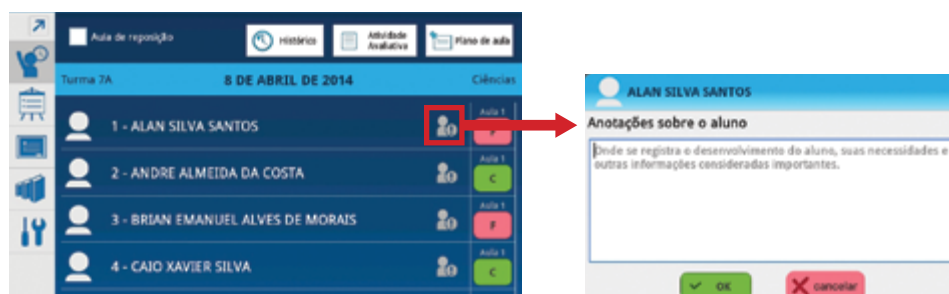 Aula de reposição
Histórico
Atividade
Avaliativa
Plano de aula
Turma 7A
8 DE ABRIL DE 2014
Ciências
1 - ALAN SILVA SANTOS
Aula 1
F
2 - ANDRE ALMEIDA DA COSTA
Aula 1
C
3 - BRIAN EMANUEL ALVES DE MORAIS
Aula 1
F
4 - CAIO XAVIER SILVA
Aula 1
C
ALAN SILVA SANTOS
Anotações sobre o aluno
Onde se registra o desenvolvimento do aluno, suas necessidades e
outras informações consideradas importantes.
OK
cancelar